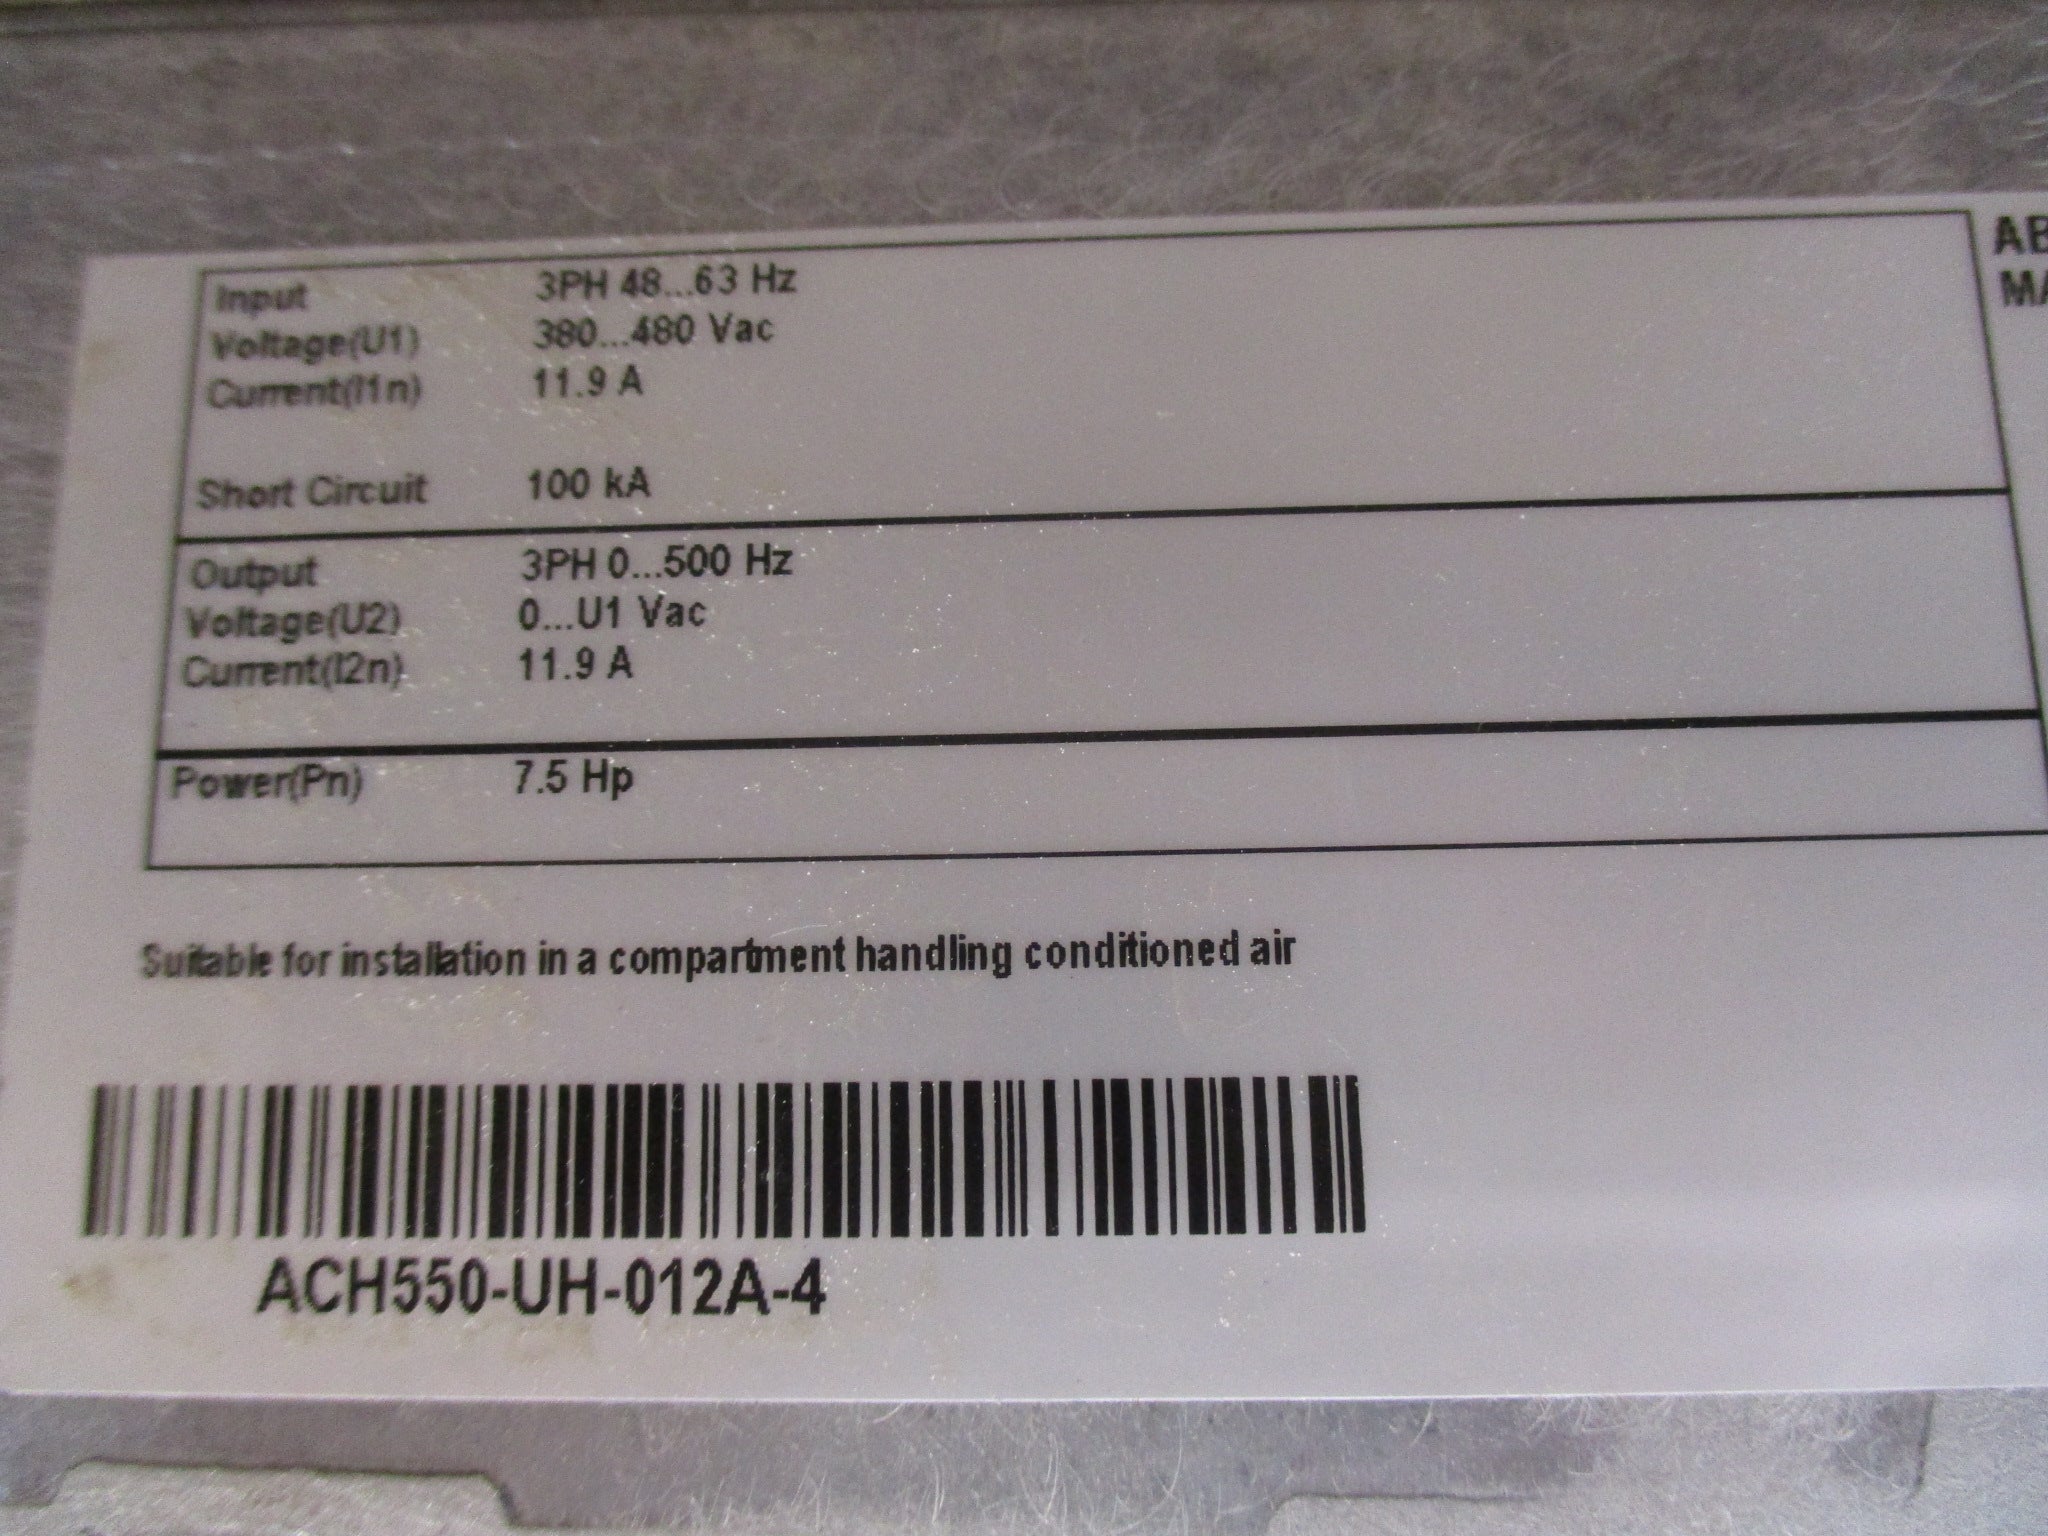 Input 3PH 48...63 Hz
Voltage(U1) 380...480 Vac
Current(I1n) 11.9 A
Short Circuit 100 kA
Output 3PH 0...500 Hz
Voltage(U2) 0...U1 Vac
Current(I2n) 11.9 A
Power(Pn) 7.5 Hp
Suitable for installation in a compartment handling conditioned air
ACH550-UH-012A-4
AB
MA